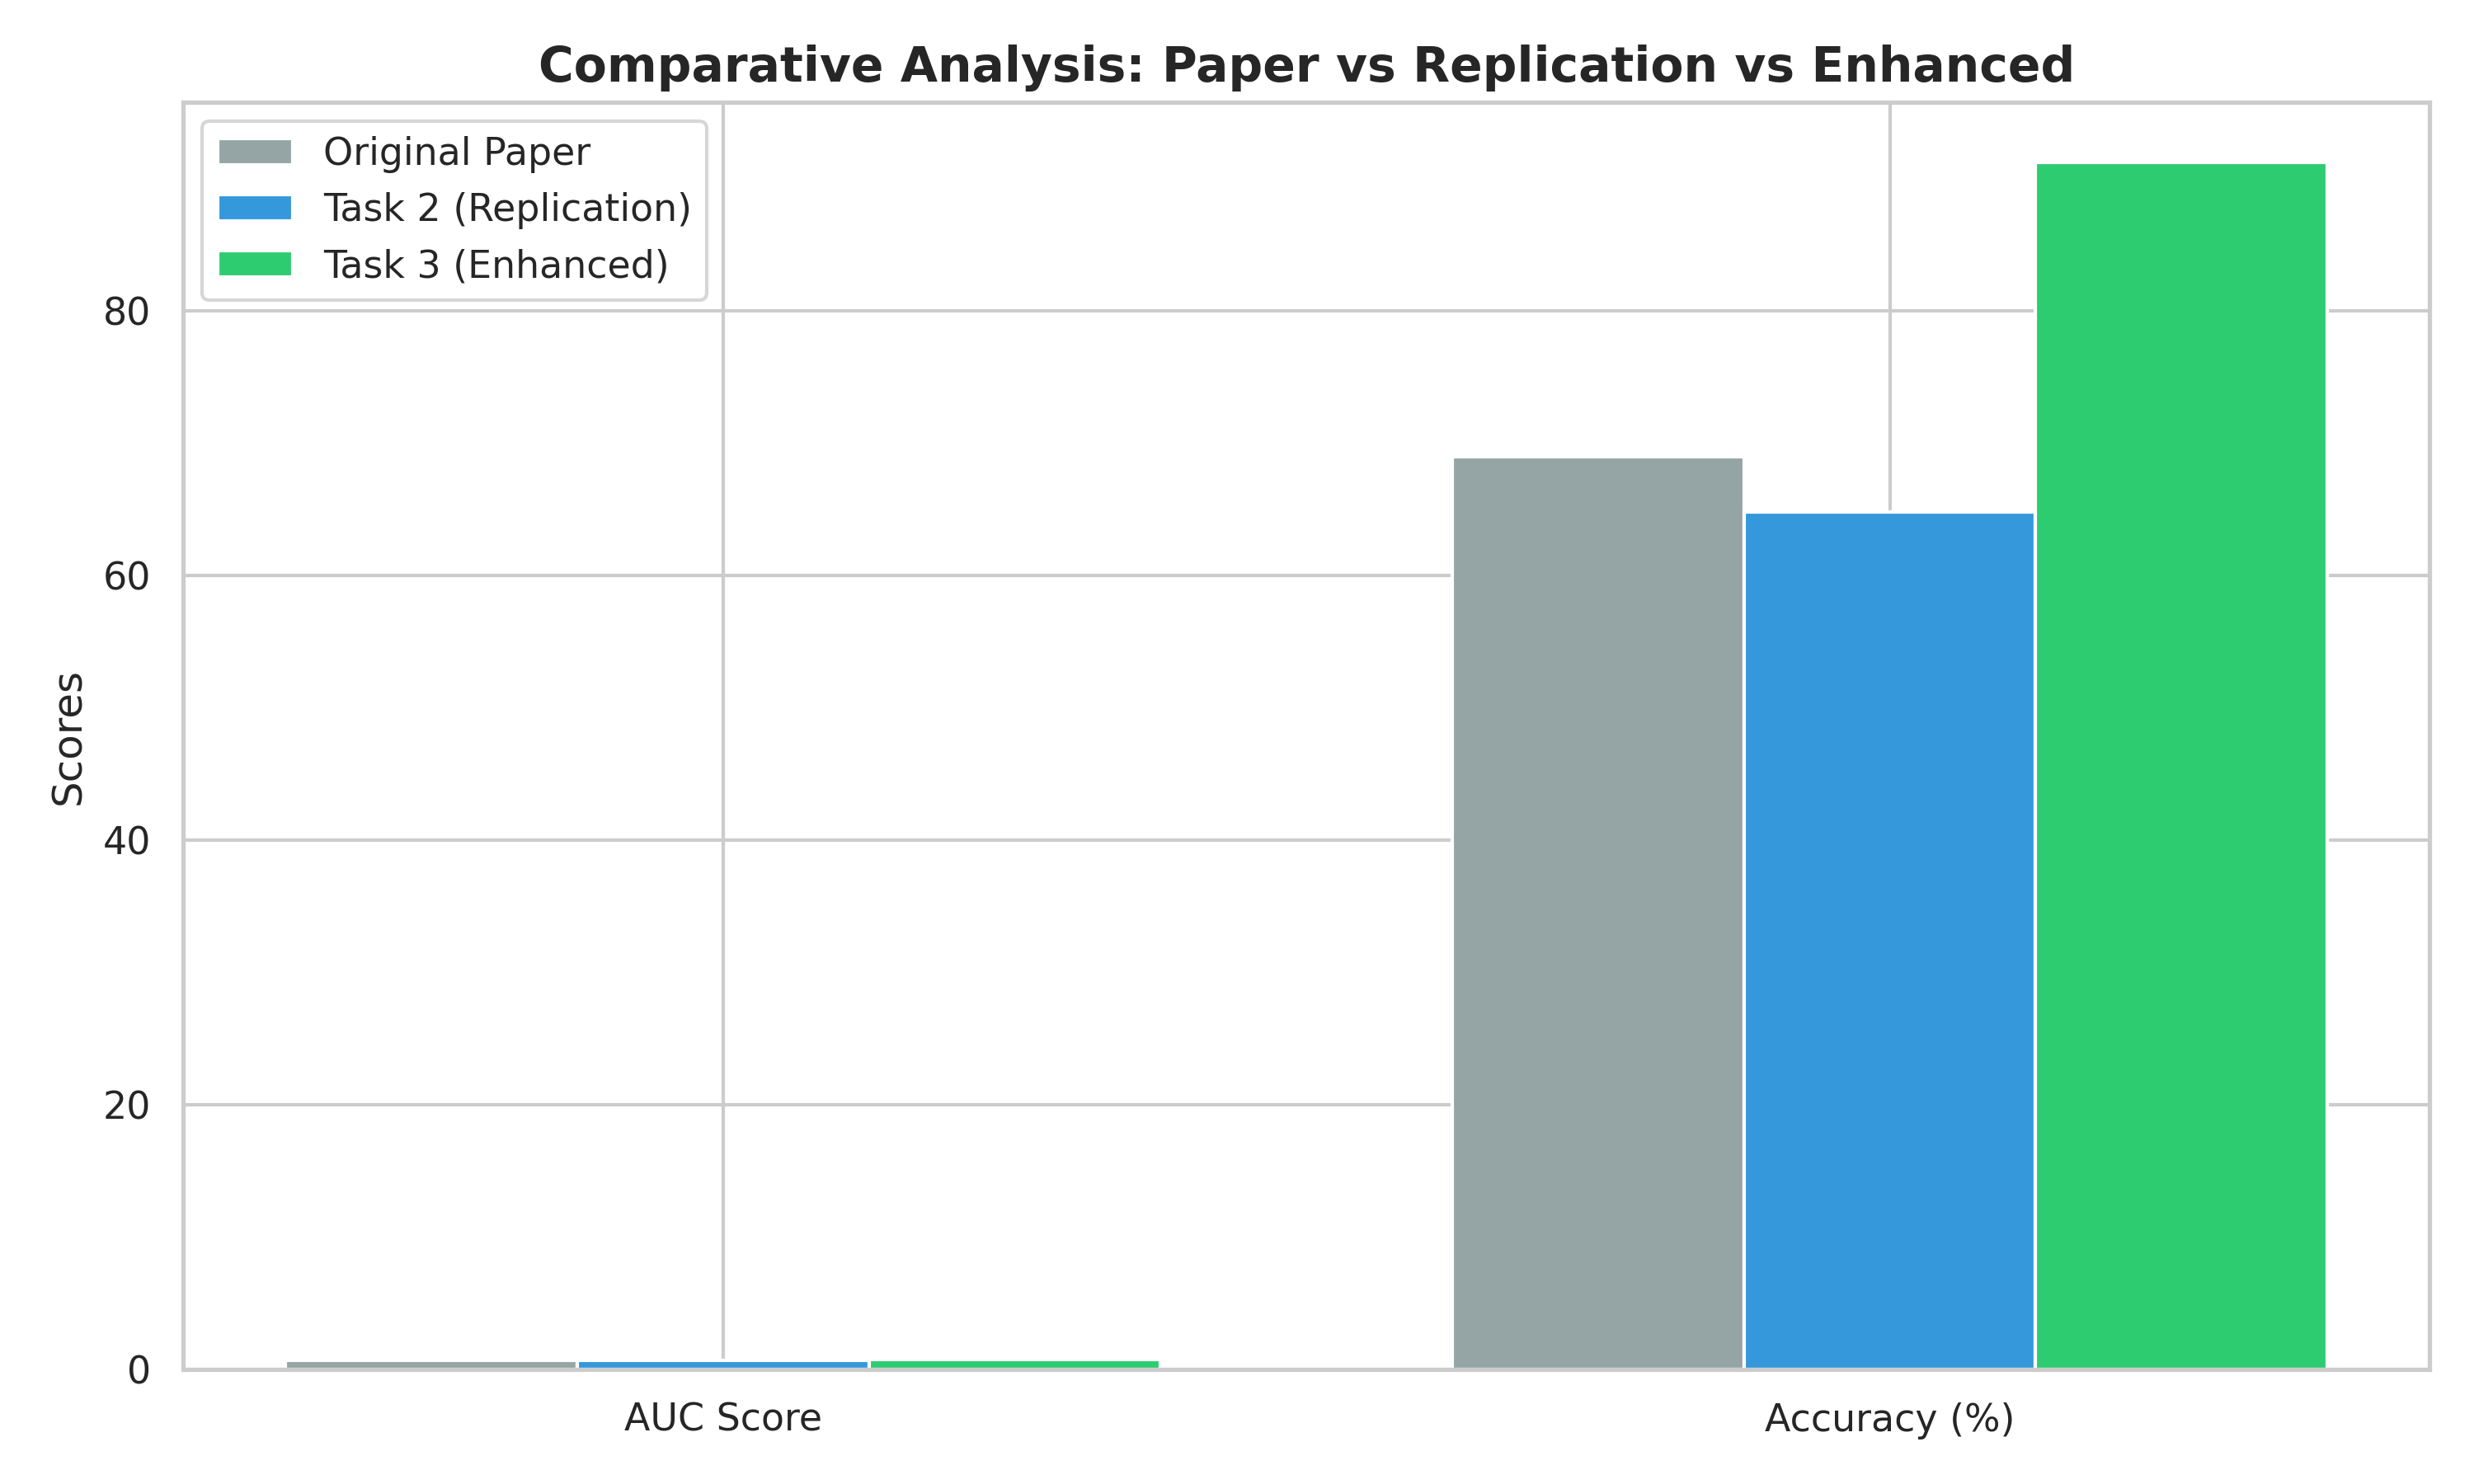 Comparative Analysis: Paper vs Replication vs Enhanced
Original Paper
Task 2 (Replication)
Task 3 (Enhanced)
80
60
40
20
0
Scores
AUC Score
Accuracy (%)